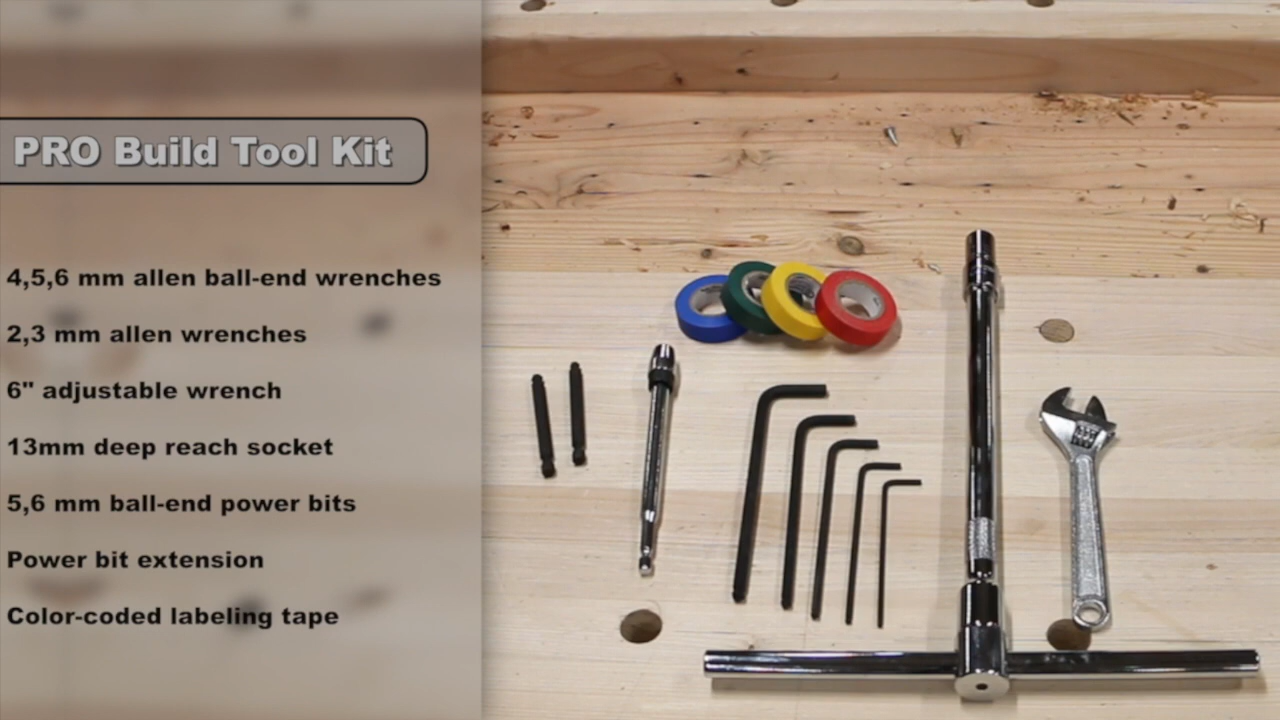 PRO Build Tool Kit
4,5,6 mm allen ball-end wrenches
2,3 mm allen wrenches
6" adjustable wrench
13mm deep reach socket
5,6 mm ball-end power bits
Power bit extension
Color-coded labeling tape